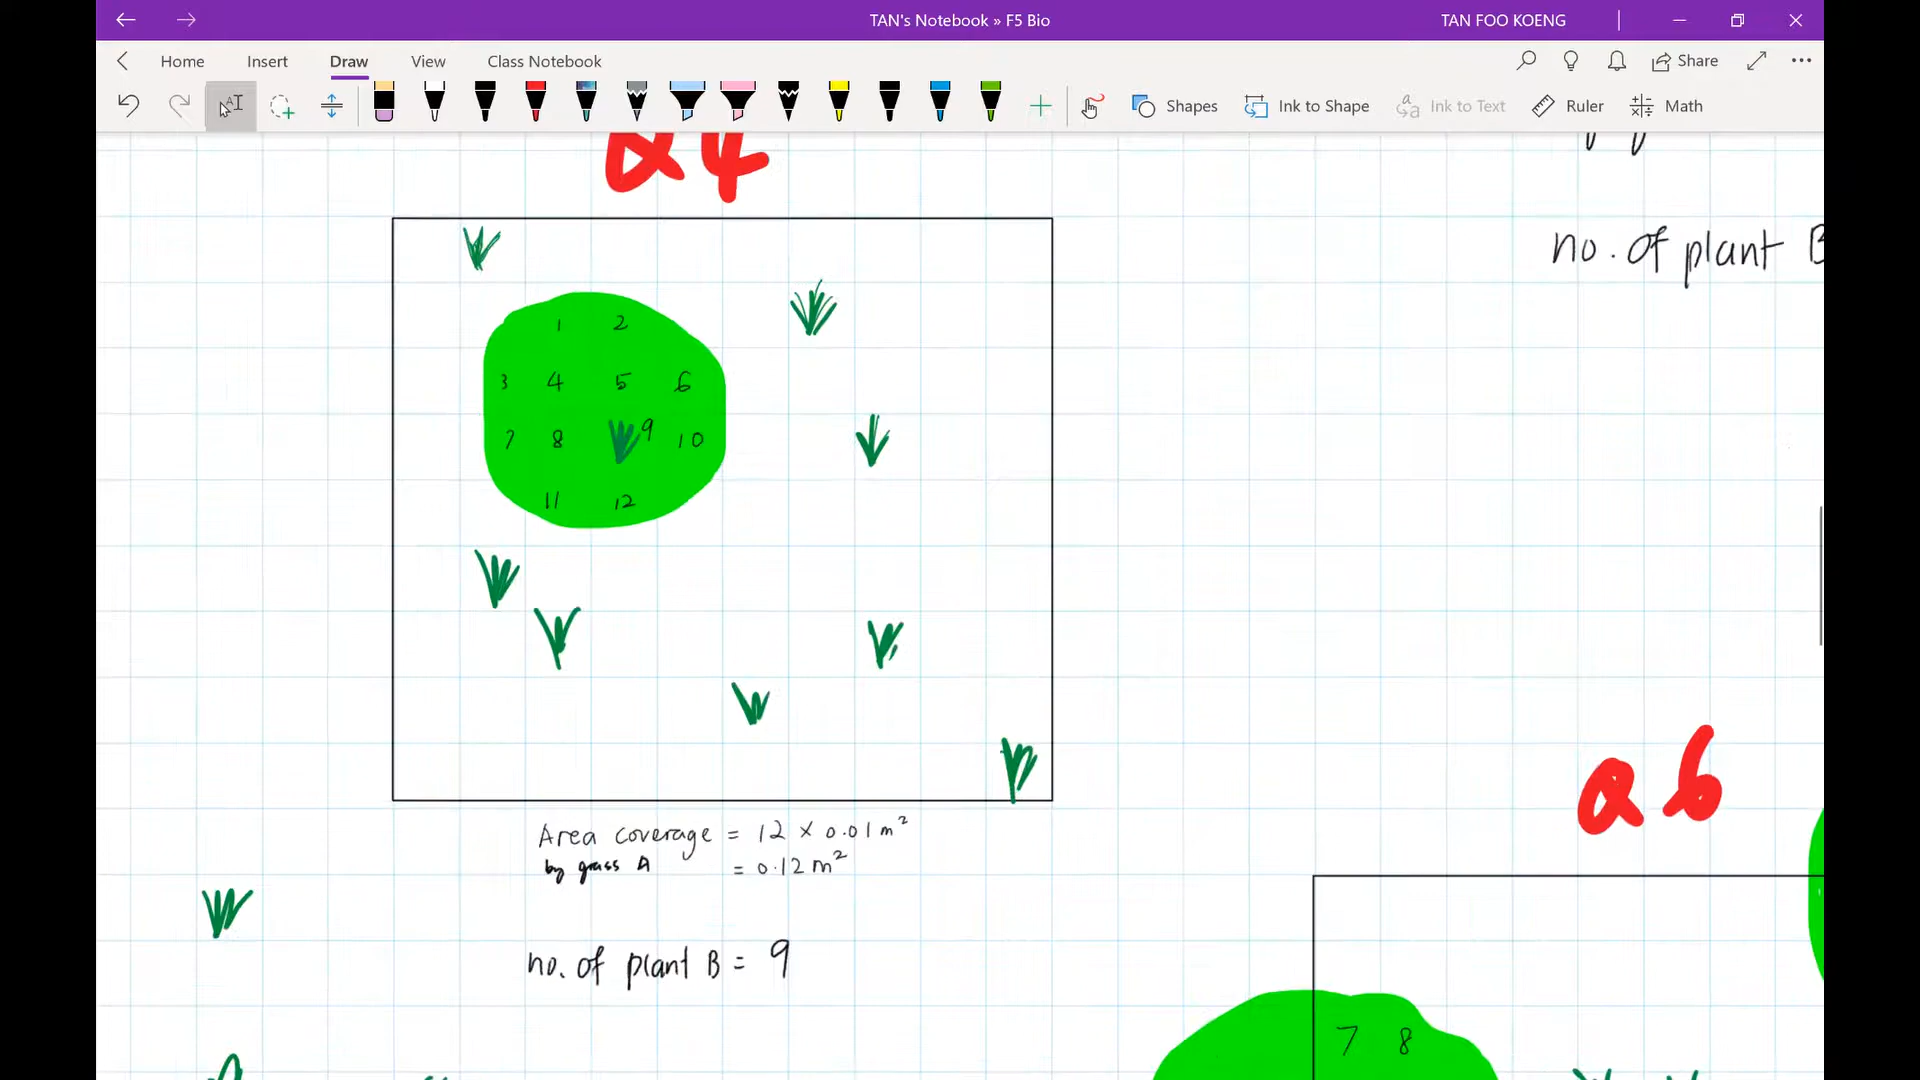 TAN's Notebook » F5 Bio
TAN FOO KOENG
Home Insert Draw View Class Notebook
Share
Shapes Ink to Shape Ink to Text Ruler Math
Q4
no. of plant B
1 2
3 4 5 6
7 8 9 10
11 12
Q6
Area coverage = 12 × 0.01 m²
by grass A = 0.12 m²
no. of plant B = 9
7 8